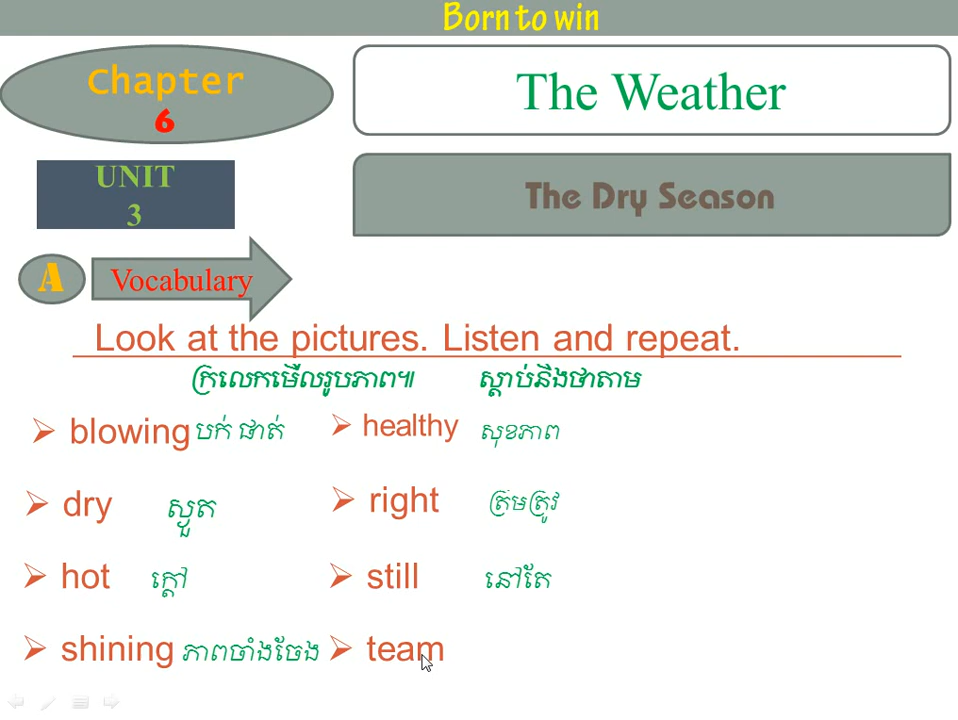 Born to win
Chapter
6
The Weather
UNIT
3
The Dry Season
A
Vocabulary
Look at the pictures. Listen and repeat.
ក្រលេកមើលរូបភាព៕ ស្តាប់និងថាតាម
➢ blowing បក់ ផាត់
➢ healthy សុខភាព
➢ dry ស្ងួត
➢ right ត្រឹមត្រូវ
➢ hot ក្តៅ
➢ still នៅតែ
➢ shining ភាពចាំងចែង
➢ team